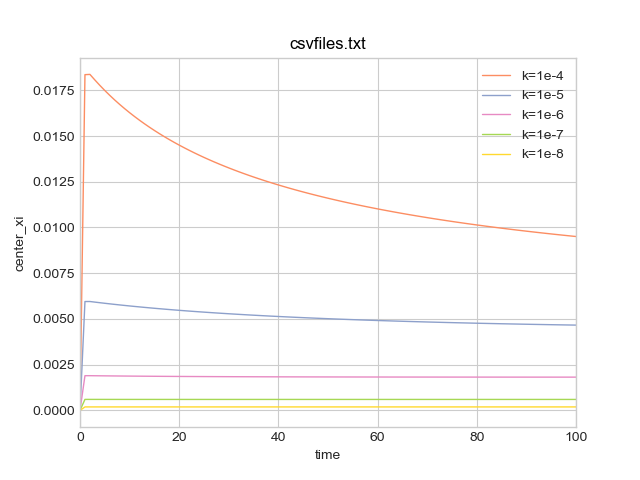 csvfiles.txt
k=1e-4
k=1e-5
k=1e-6
k=1e-7
k=1e-8
0.0175
0.0150
0.0125
0.0100
0.0075
0.0050
0.0025
0.0000
center_xi
0 20 40 60 80 100
time